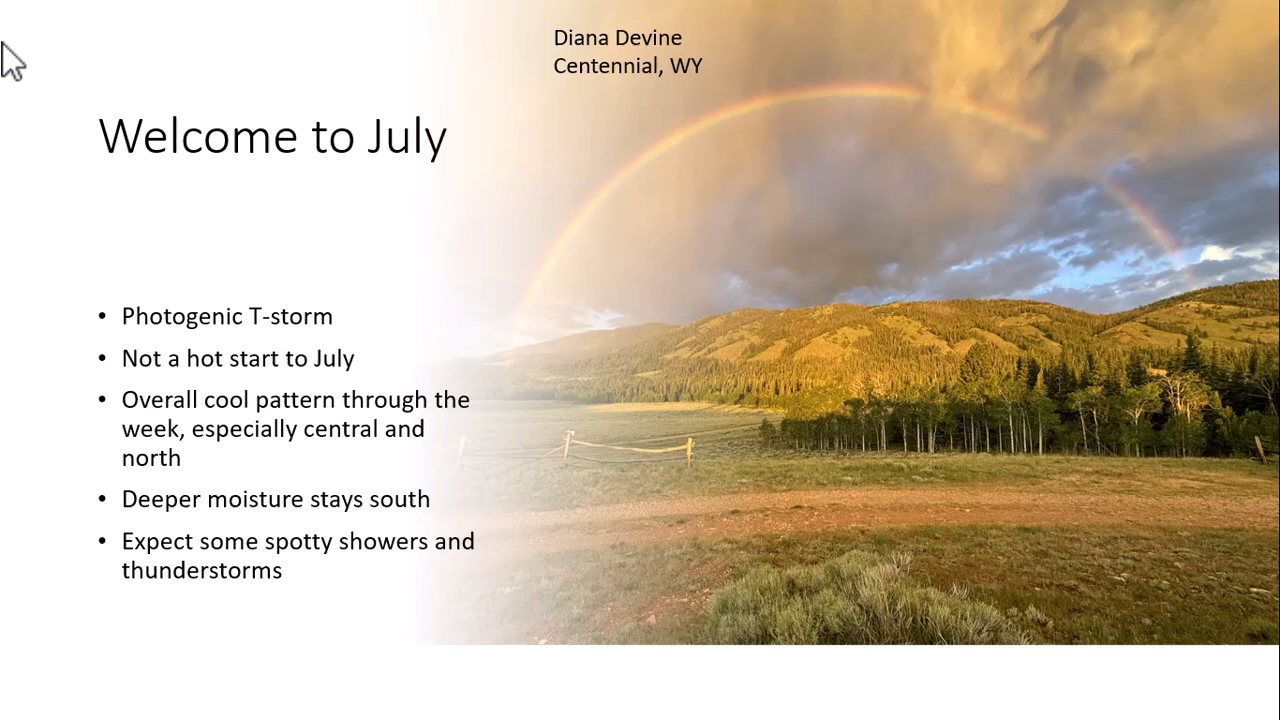 Diana Devine
Centennial, WY
Welcome to July
• Photogenic T-storm
• Not a hot start to July
• Overall cool pattern through the
week, especially central and
north
• Deeper moisture stays south
• Expect some spotty showers and
thunderstorms